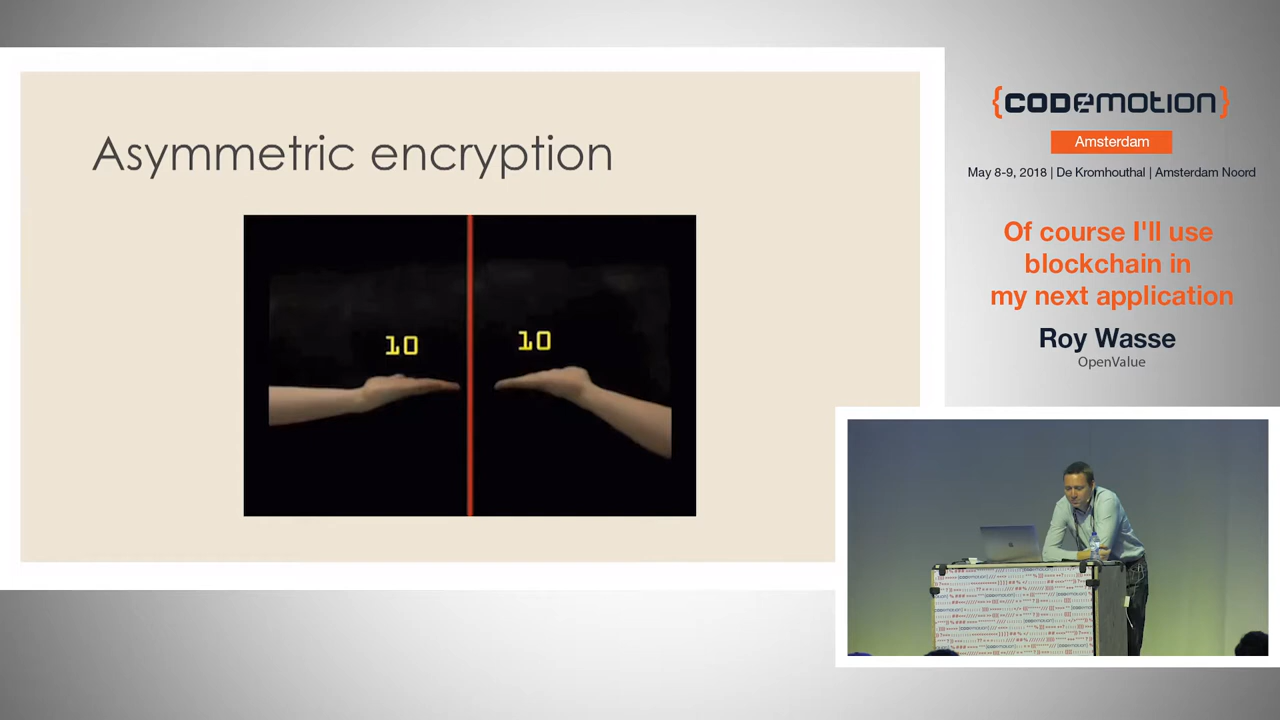 Asymmetric encryption
10 10
{CODEMOTION}
Amsterdam
May 8-9, 2018 | De Kromhouthal | Amsterdam Noord
Of course I'll use
blockchain in
my next application
Roy Wasse
OpenValue